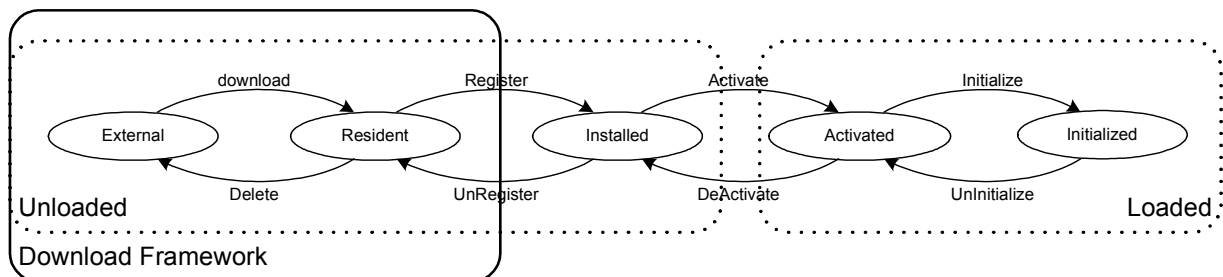 download
Register
Activate
Initialize
External
Resident
Installed
Activated
Initialized
Delete
UnRegister
DeActivate
UnInitialize
Unloaded
Loaded
Download Framework